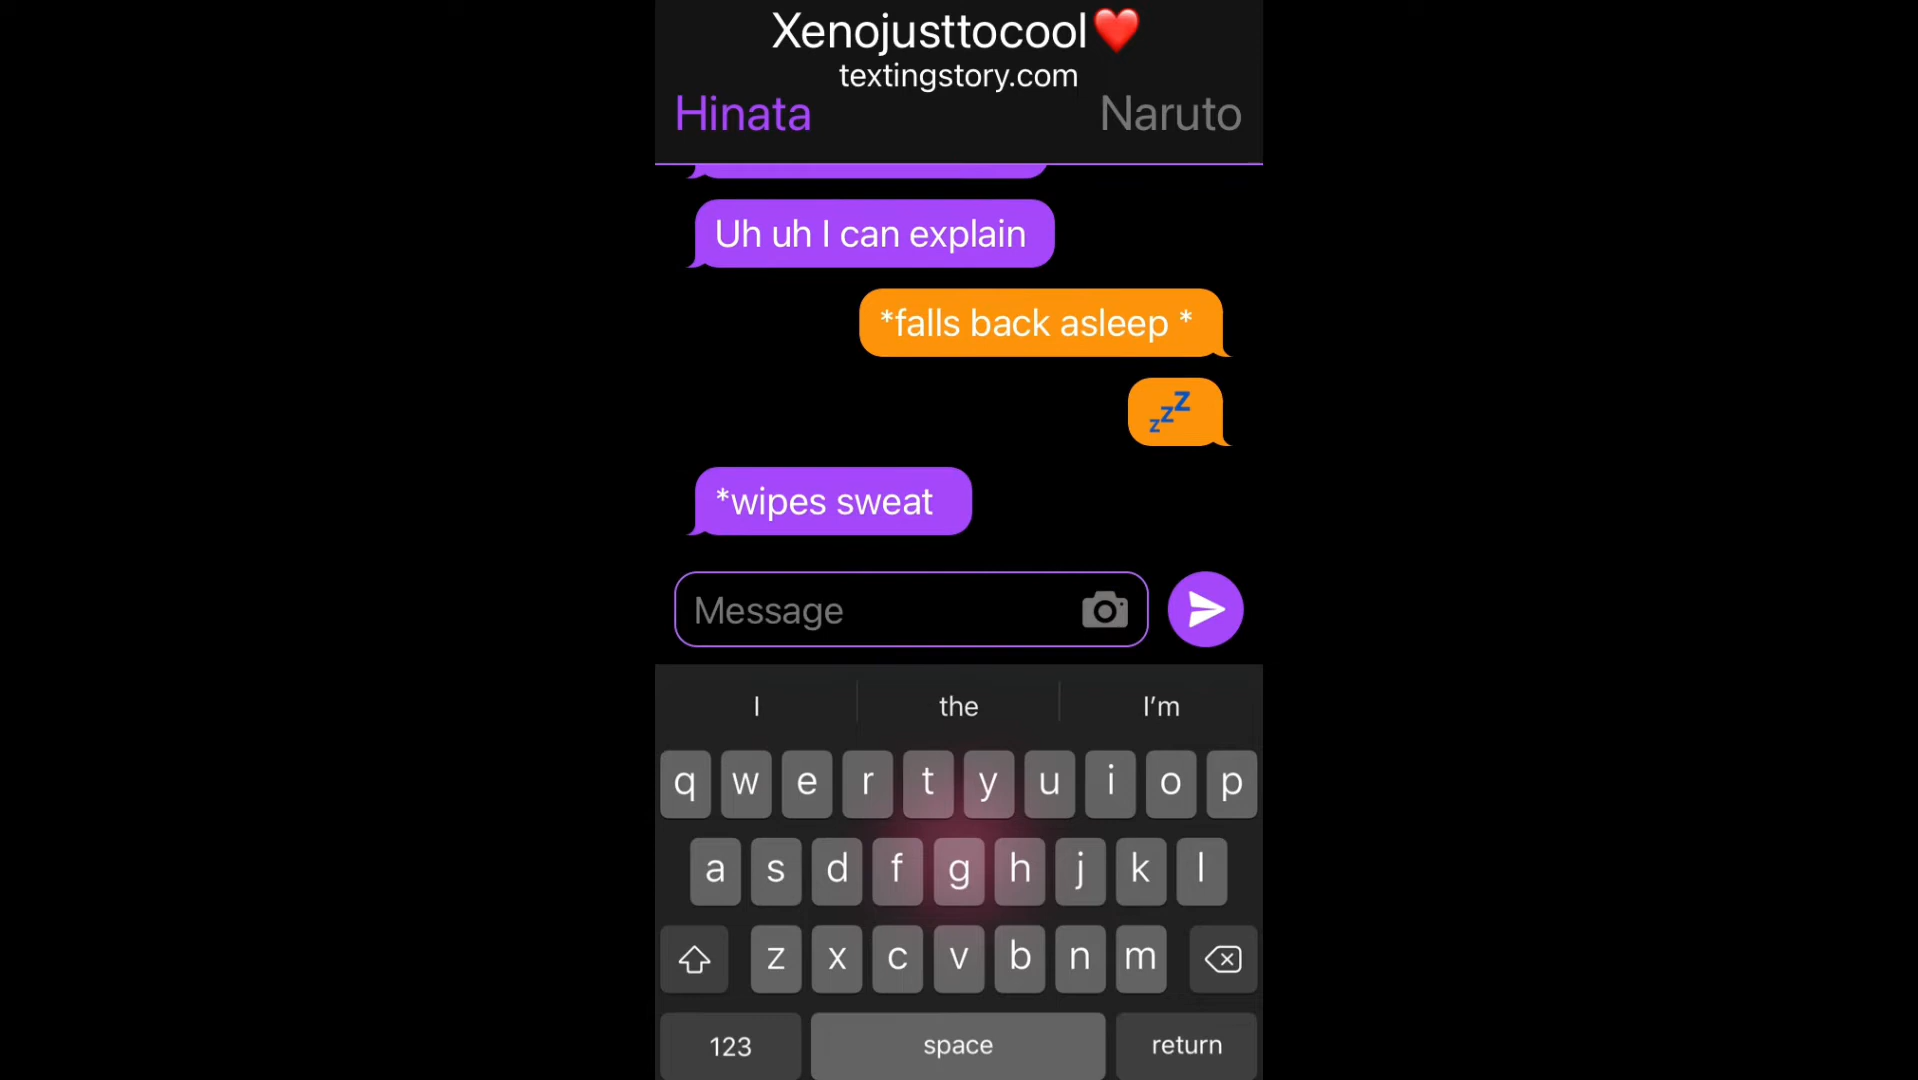 Xenojusttocool❤️
textingstory.com
Hinata
Naruto
Uh uh I can explain
*falls back asleep *
💤
*wipes sweat
Message
I the I'm
q w e r t y u i o p
a s d f g h j k l
z x c v b n m
123 space return